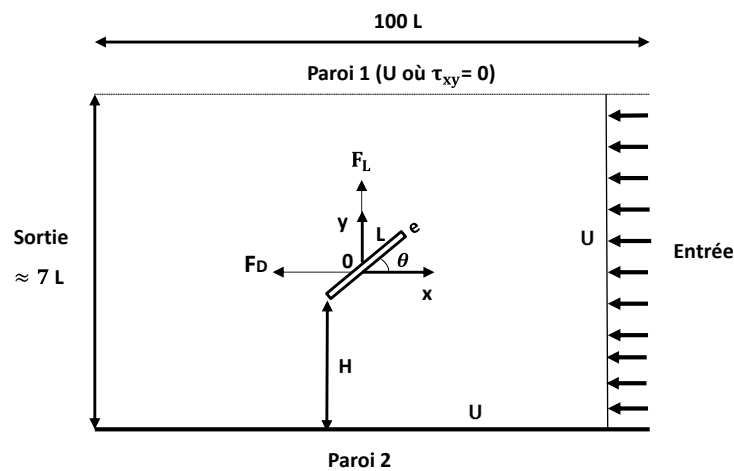 100 L
Paroi 1 (U où τxy= 0)
FL
y
L
e
Sortie
≈ 7 L
FD
0
θ
x
U
Entrée
H
U
Paroi 2